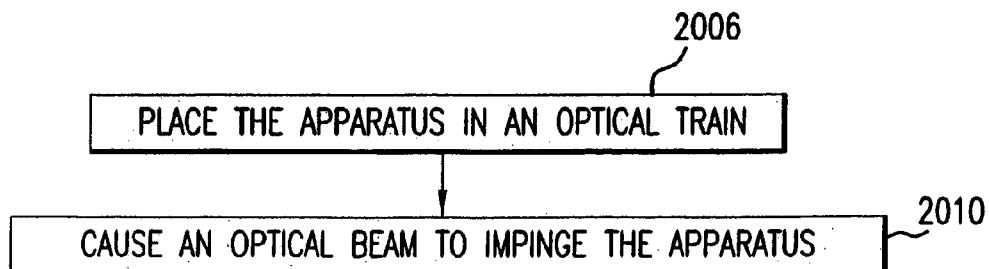 2006
PLACE THE APPARATUS IN AN OPTICAL TRAIN
2010
CAUSE AN OPTICAL BEAM TO IMPINGE THE APPARATUS